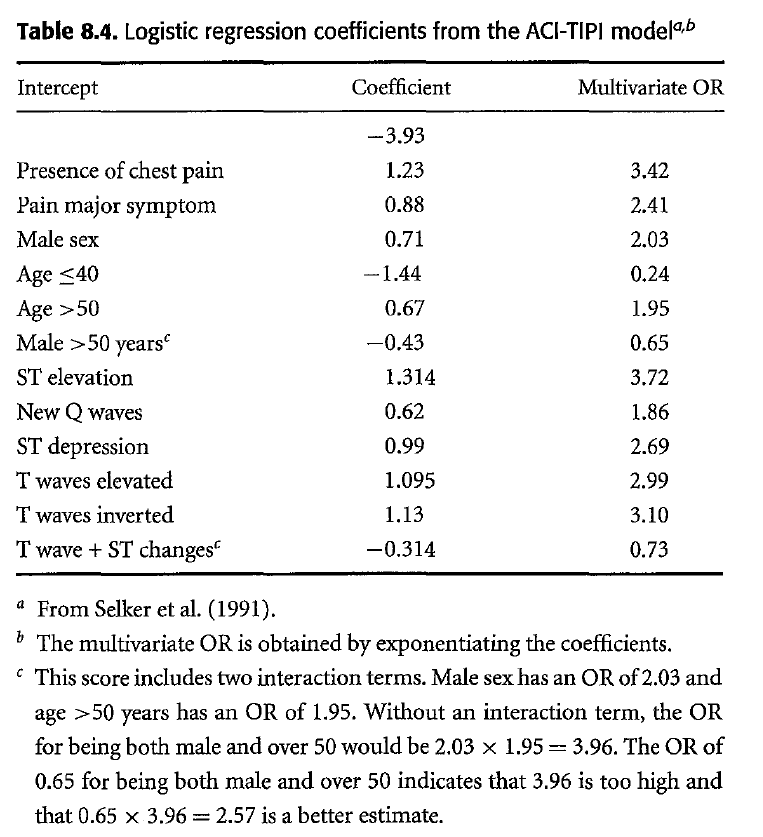 Table 8.4. Logistic regression coefficients from the ACI-TIPI modelᵃ,ᵇ
Intercept Coefficient Multivariate OR
−3.93
Presence of chest pain 1.23 3.42
Pain major symptom 0.88 2.41
Male sex 0.71 2.03
Age ≤40 −1.44 0.24
Age >50 0.67 1.95
Male >50 yearsᶜ −0.43 0.65
ST elevation 1.314 3.72
New Q waves 0.62 1.86
ST depression 0.99 2.69
T waves elevated 1.095 2.99
T waves inverted 1.13 3.10
T wave + ST changesᶜ −0.314 0.73
ᵃ From Selker et al. (1991).
ᵇ The multivariate OR is obtained by exponentiating the coefficients.
ᶜ This score includes two interaction terms. Male sex has an OR of 2.03 and
age >50 years has an OR of 1.95. Without an interaction term, the OR
for being both male and over 50 would be 2.03 × 1.95 = 3.96. The OR of
0.65 for being both male and over 50 indicates that 3.96 is too high and
that 0.65 × 3.96 = 2.57 is a better estimate.